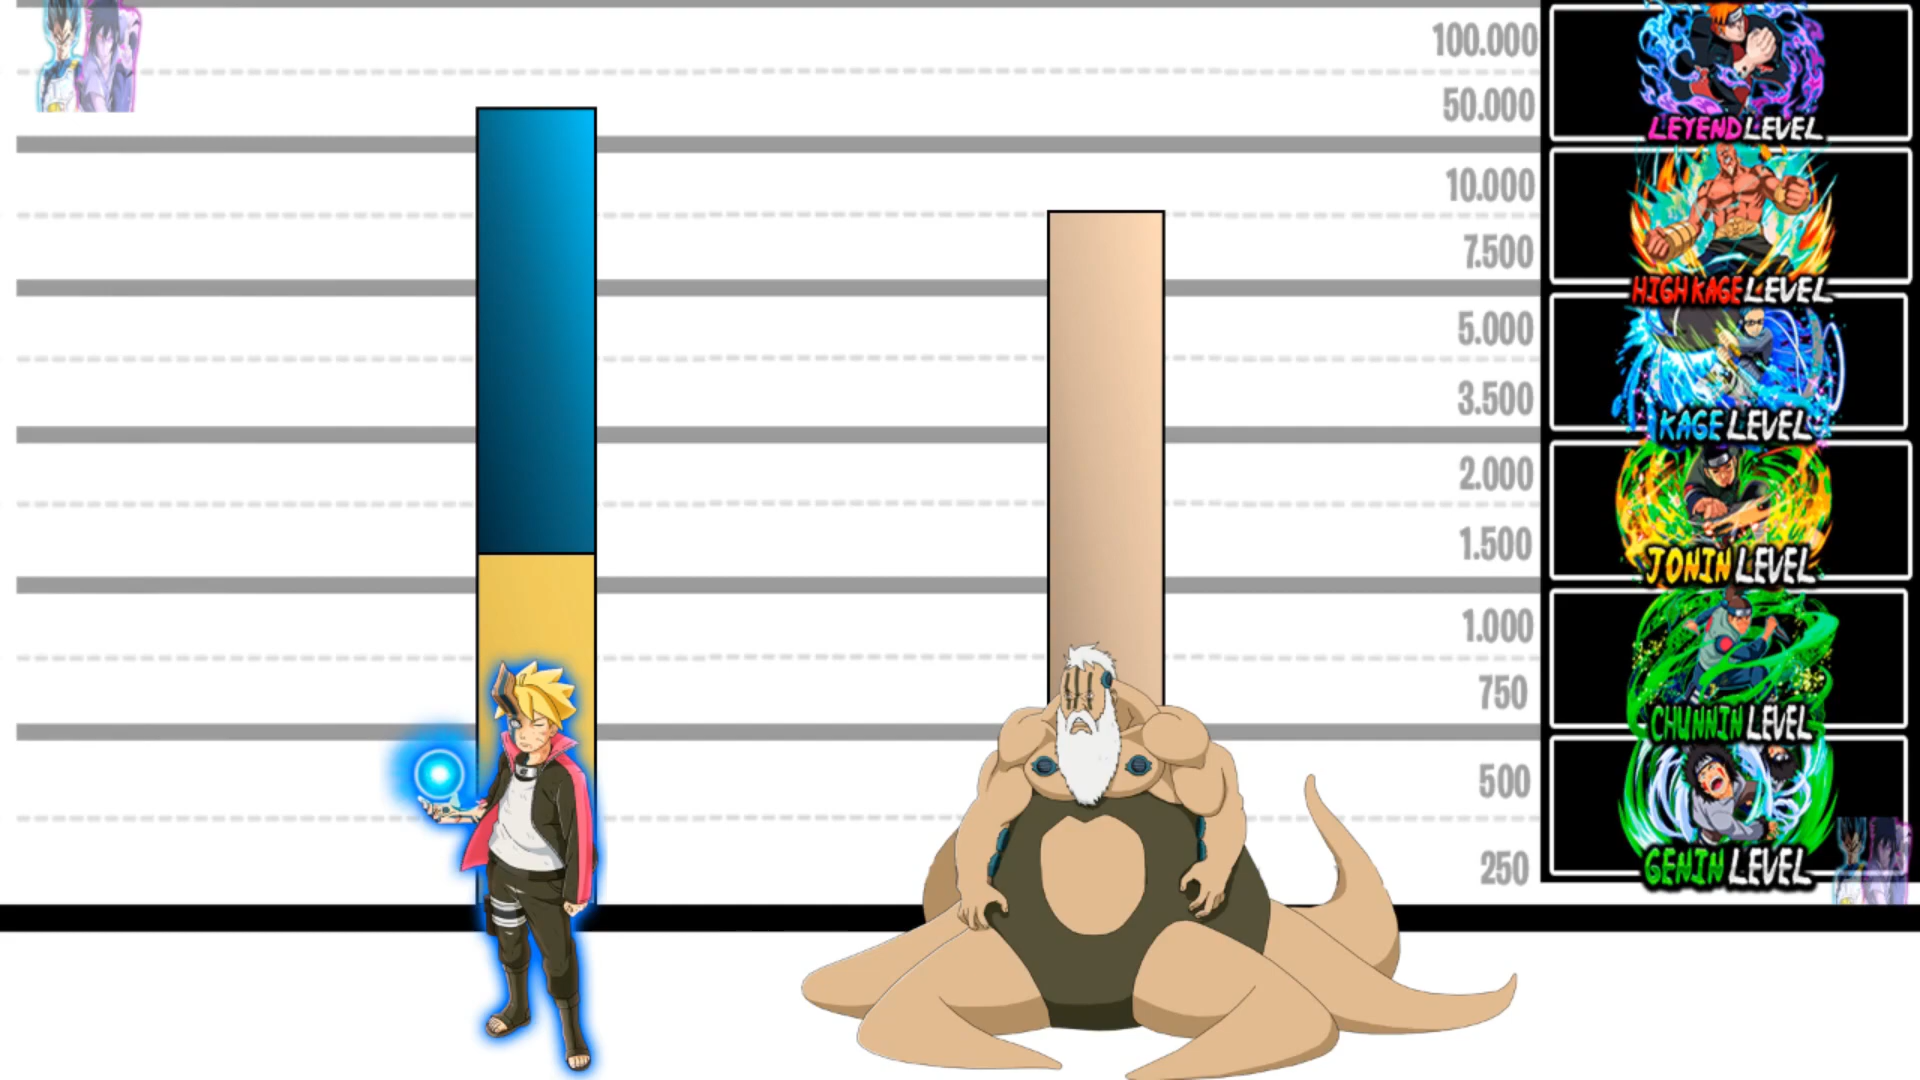 100.000
50.000
LEYEND LEVEL
10.000
7.500
HIGH KAGE LEVEL
5.000
3.500
KAGE LEVEL
2.000
1.500
JONIN LEVEL
1.000
750
CHUNNIN LEVEL
500
250
GENIN LEVEL